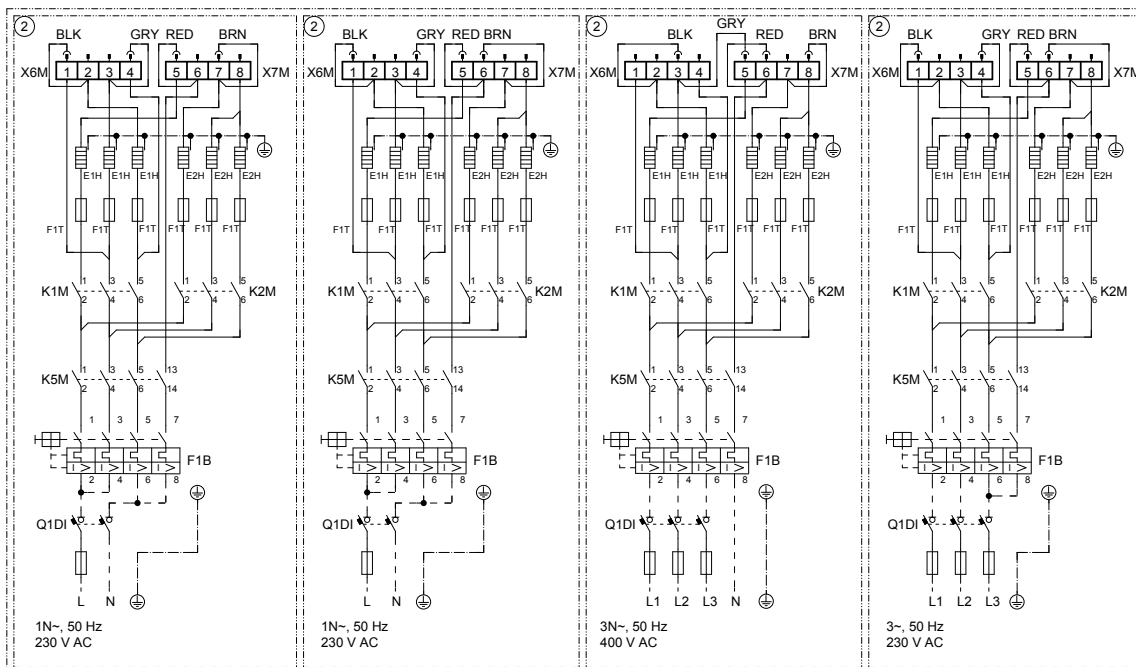 2
BLK GRY RED BRN
X6M 1 2 3 4 5 6 7 8 X7M
E1H E1H E1H E2H E2H E2H
F1T F1T F1T F1T F1T F1T
1 3 5 1 3 5
K1M K2M
2 4 6 2 4 6
1 3 5 13
K5M
2 4 6 14
1 3 5 7
F1B
I> I> I> I>
2 4 6 8
Q1DI
L N
1N~, 50 Hz
230 V AC
2
BLK GRY RED BRN
X6M 1 2 3 4 5 6 7 8 X7M
E1H E1H E1H E2H E2H E2H
F1T F1T F1T F1T F1T F1T
1 3 5 1 3 5
K1M K2M
2 4 6 2 4 6
1 3 5 13
K5M
2 4 6 14
1 3 5 7
F1B
I> I> I> I>
2 4 6 8
Q1DI
L N
1N~, 50 Hz
230 V AC
2
GRY
BLK RED BRN
X6M 1 2 3 4 5 6 7 8 X7M
E1H E1H E1H E2H E2H E2H
F1T F1T F1T F1T F1T F1T
1 3 5 1 3 5
K1M K2M
2 4 6 2 4 6
1 3 5 13
K5M
2 4 6 14
1 3 5 7
F1B
I> I> I> I>
2 4 6 8
Q1DI
L1 L2 L3 N
3N~, 50 Hz
400 V AC
2
BLK GRY RED BRN
X6M 1 2 3 4 5 6 7 8 X7M
E1H E1H E1H E2H E2H E2H
F1T F1T F1T F1T F1T F1T
1 3 5 1 3 5
K1M K2M
2 4 6 2 4 6
1 3 5 13
K5M
2 4 6 14
1 3 5 7
F1B
I> I> I> I>
2 4 6 8
Q1DI
L1 L2 L3
3~, 50 Hz
230 V AC